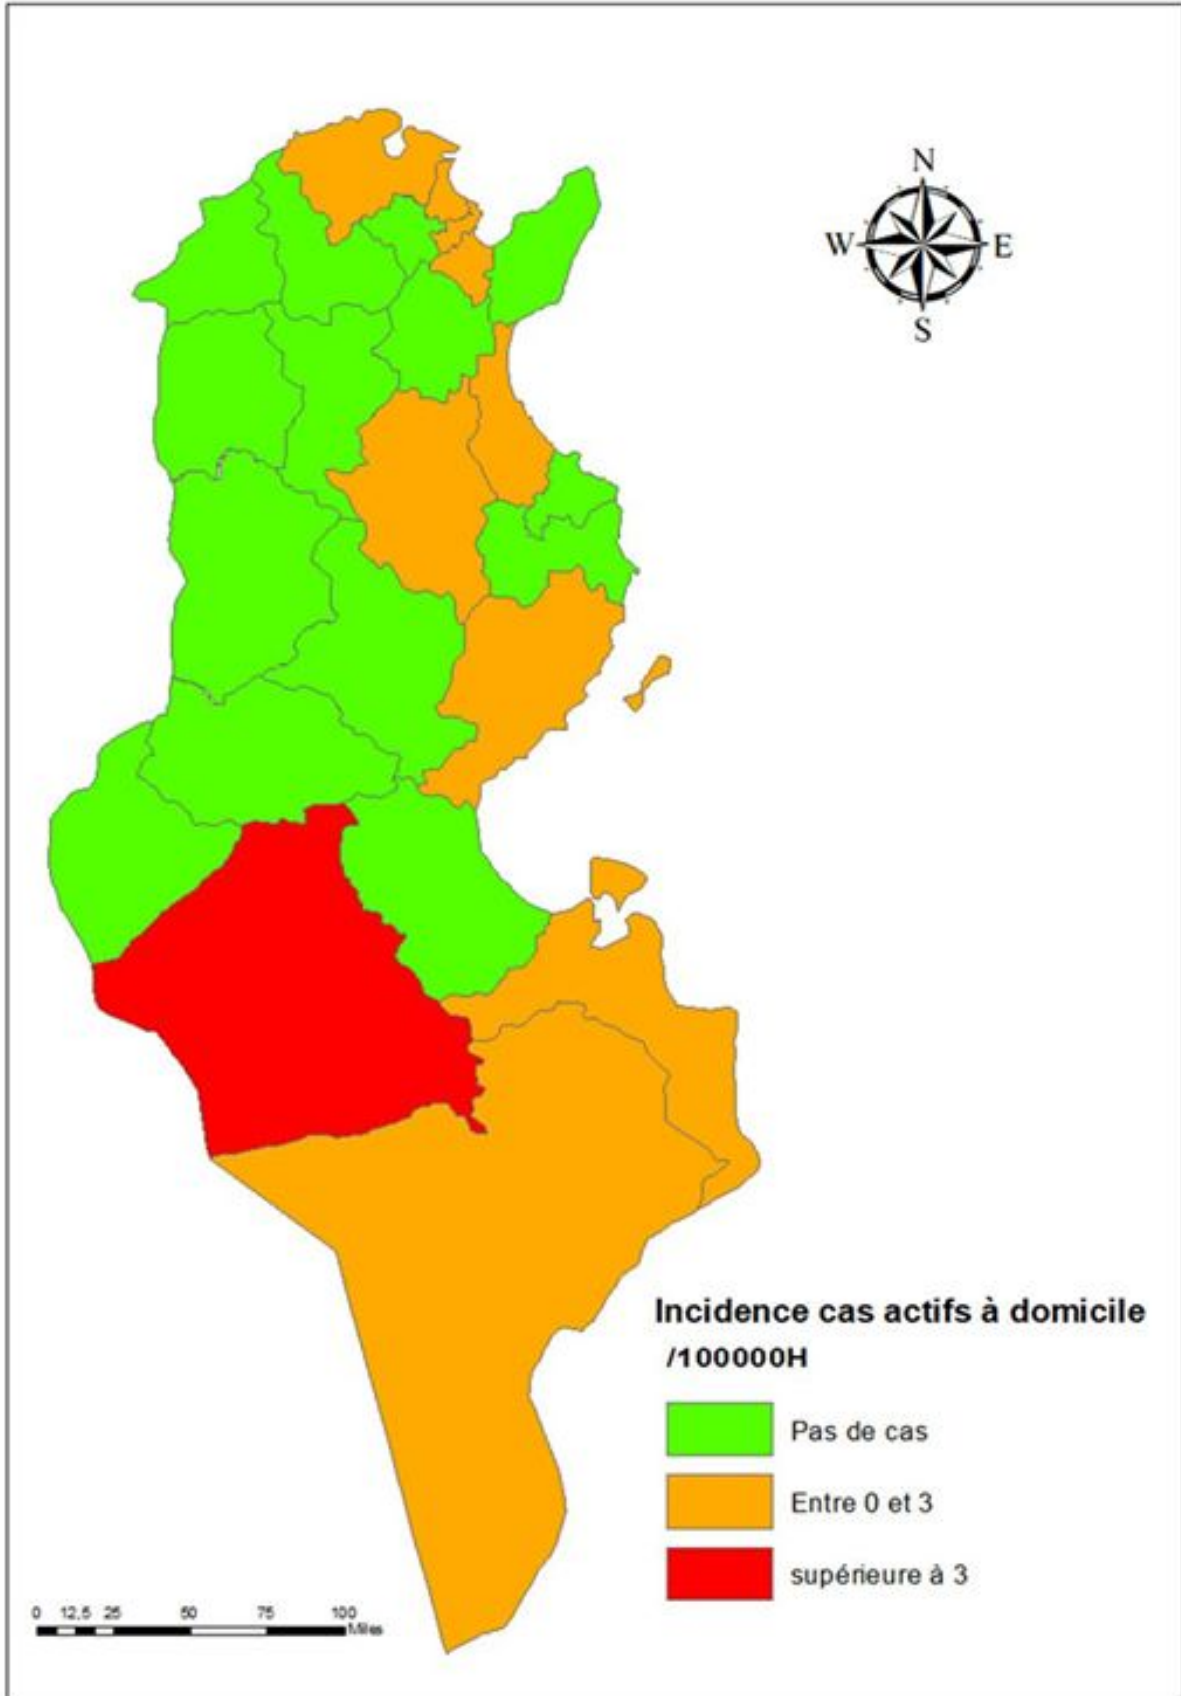 N
W E
S
Incidence cas actifs à domicile
/100000H
Pas de cas
Entre 0 et 3
supérieure à 3
0 12,5 25 50 75 100
Miles